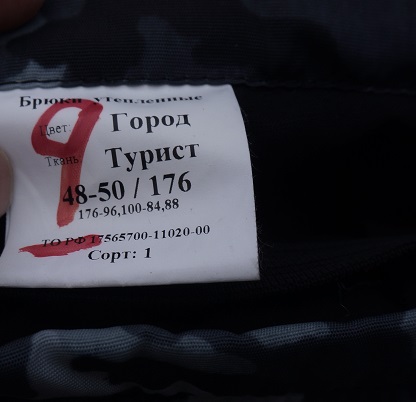 Брюки утепленные
Цвет: Город
Ткань Турист
48-50 / 176
176-96,100-84,88
ТО РФ 17565700-11020-00
Сорт: 1
9